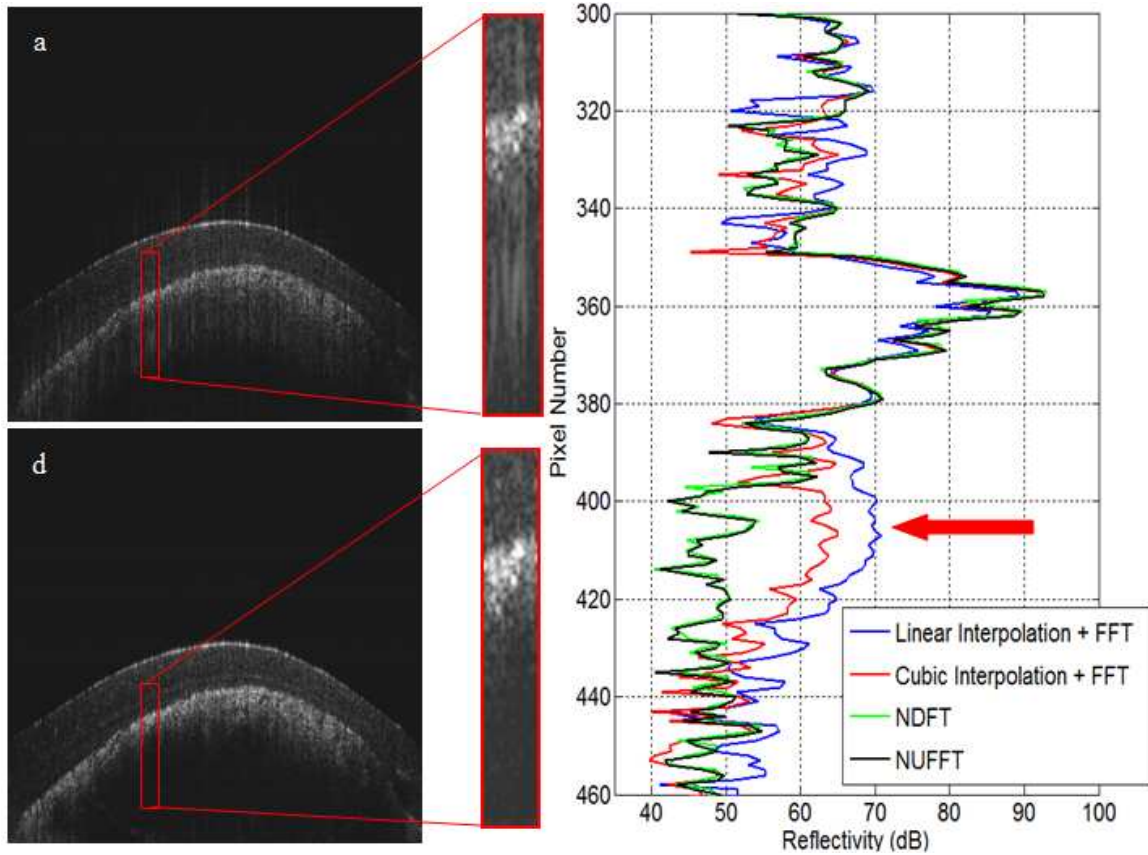 a
d
300
320
340
360
380
400
420
440
460
Pixel Number
40 50 60 70 80 90 100
Reflectivity (dB)
Linear Interpolation + FFT
Cubic Interpolation + FFT
NDFT
NUFFT